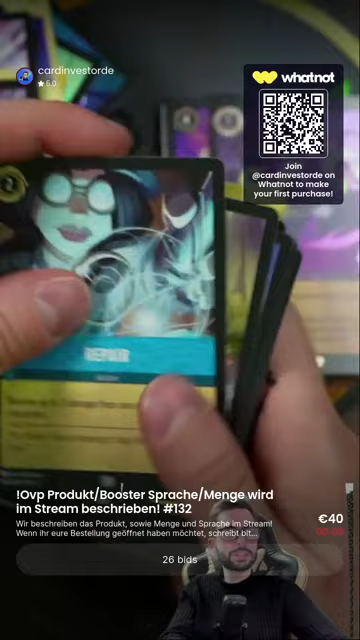 cardinvestorde
★ 5.0
whatnot
Join
@cardinvestorde on
Whatnot to make
your first purchase!
REPAIR
!Ovp Produkt/Booster Sprache/Menge wird
im Stream beschrieben! #132
Wir beschreiben das Produkt, sowie Menge und Sprache im Stream!
Wenn ihr eure Bestellung geöffnet haben möchtet, schreibt bit...
€40
26 bids